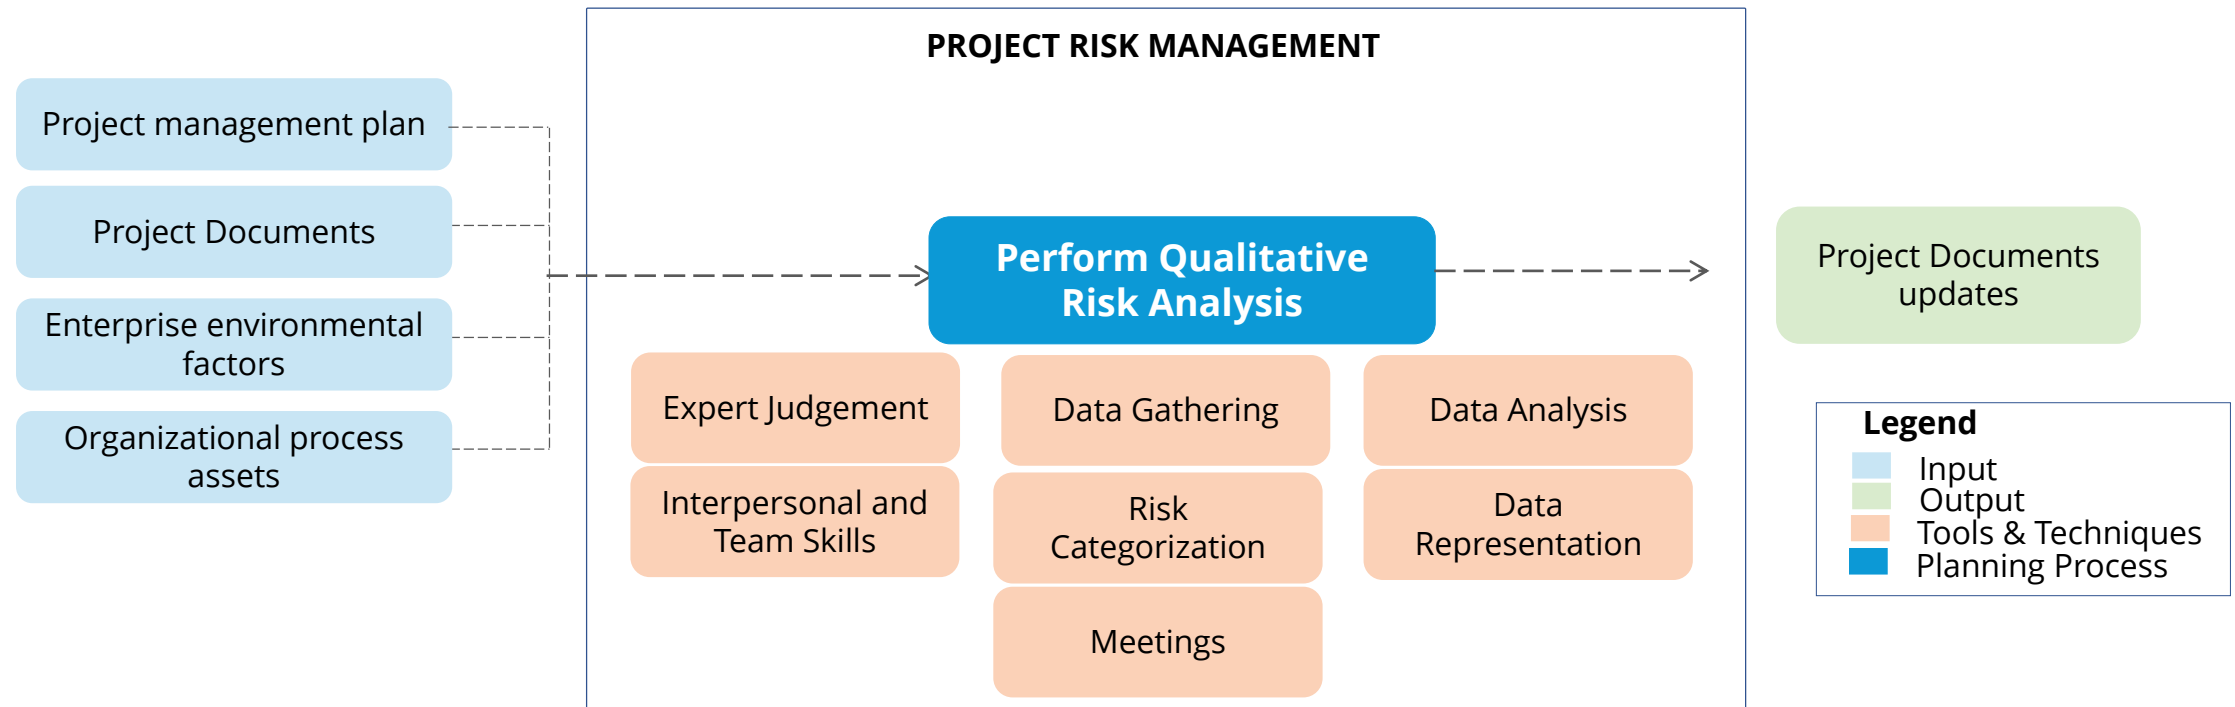 PROJECT RISK MANAGEMENT
Project management plan
Project Documents
Enterprise environmental
factors
Organizational process
assets
Perform Qualitative
Risk Analysis
Expert Judgement
Data Gathering
Data Analysis
Interpersonal and
Team Skills
Risk
Categorization
Data
Representation
Meetings
Project Documents
updates
Legend
Input
Output
Tools & Techniques
Planning Process